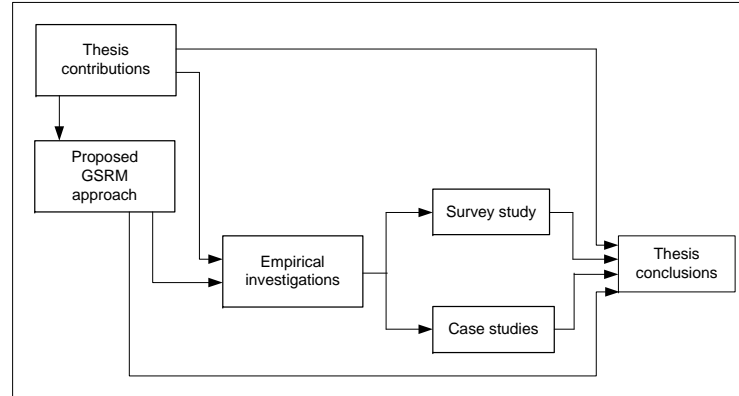 Thesis
contributions
Proposed
GSRM
approach
Empirical
investigations
Survey study
Case studies
Thesis
conclusions